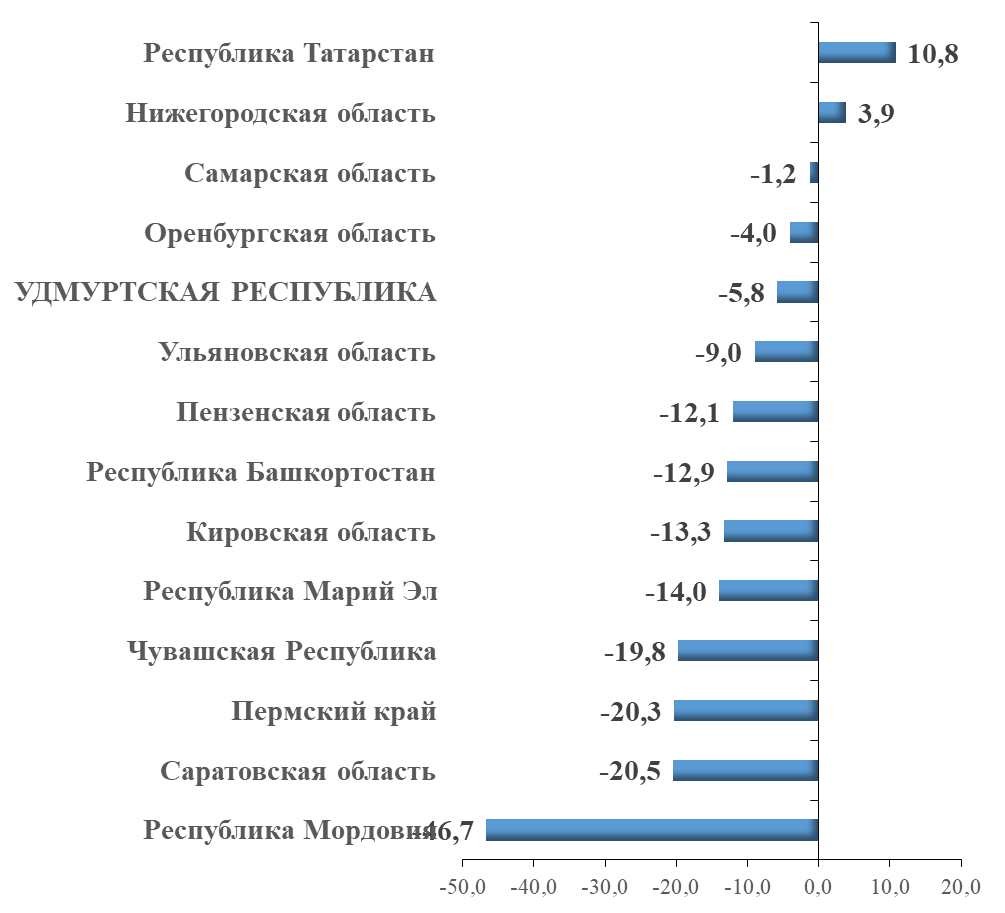 Республика Татарстан 10,8
Нижегородская область 3,9
Самарская область -1,2
Оренбургская область -4,0
УДМУРТСКАЯ РЕСПУБЛИКА -5,8
Ульяновская область -9,0
Пензенская область -12,1
Республика Башкортостан -12,9
Кировская область -13,3
Республика Марий Эл -14,0
Чувашская Республика -19,8
Пермский край -20,3
Саратовская область -20,5
Республика Мордовия -46,7
-50,0 -40,0 -30,0 -20,0 -10,0 0,0 10,0 20,0